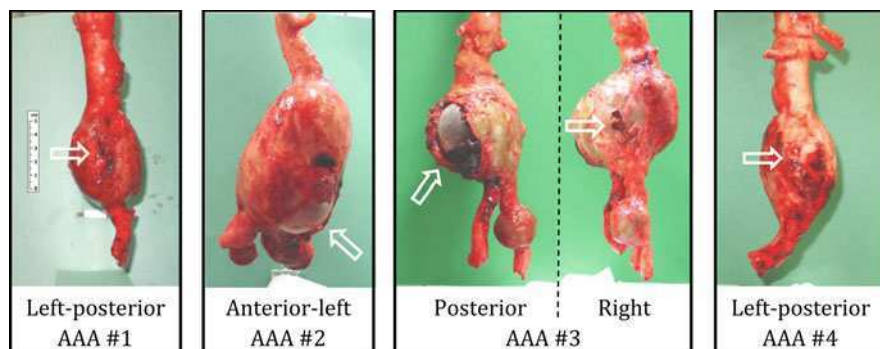 Left-posterior
AAA #1
Anterior-left
AAA #2
Posterior Right
AAA #3
Left-posterior
AAA #4